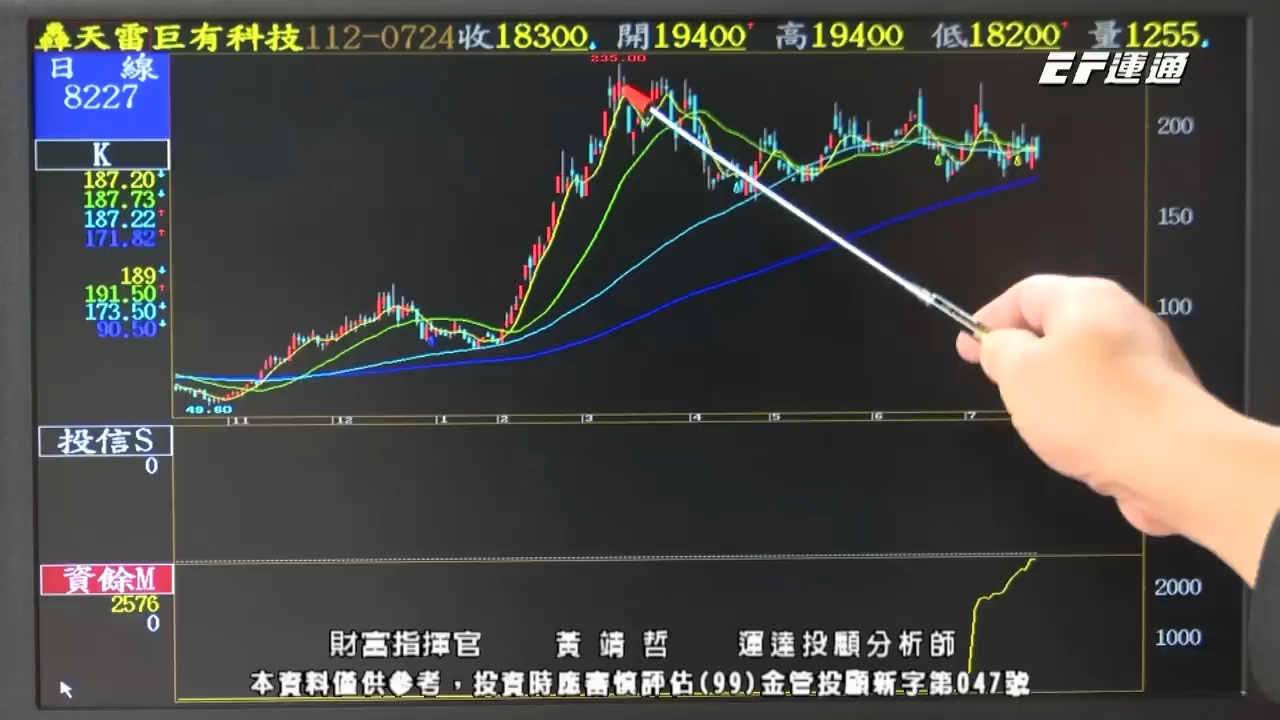 天雷巨有科技112-0724收18300 開19400 高19400 低18200 量1255
EF運通
日 線
8227
K
187.20
187.73
187.22
171.82
189
191.50
173.50
90.50
235.00
200
150
100
49.60
11 12 1 2 3 4 5 6 7
投信S
0
資餘M
2576
0
2000
1000
財富指揮官 黃靖哲 運達投顧分析師
本資料僅供參考，投資時應審慎評估(99)金管投顧新字第047號